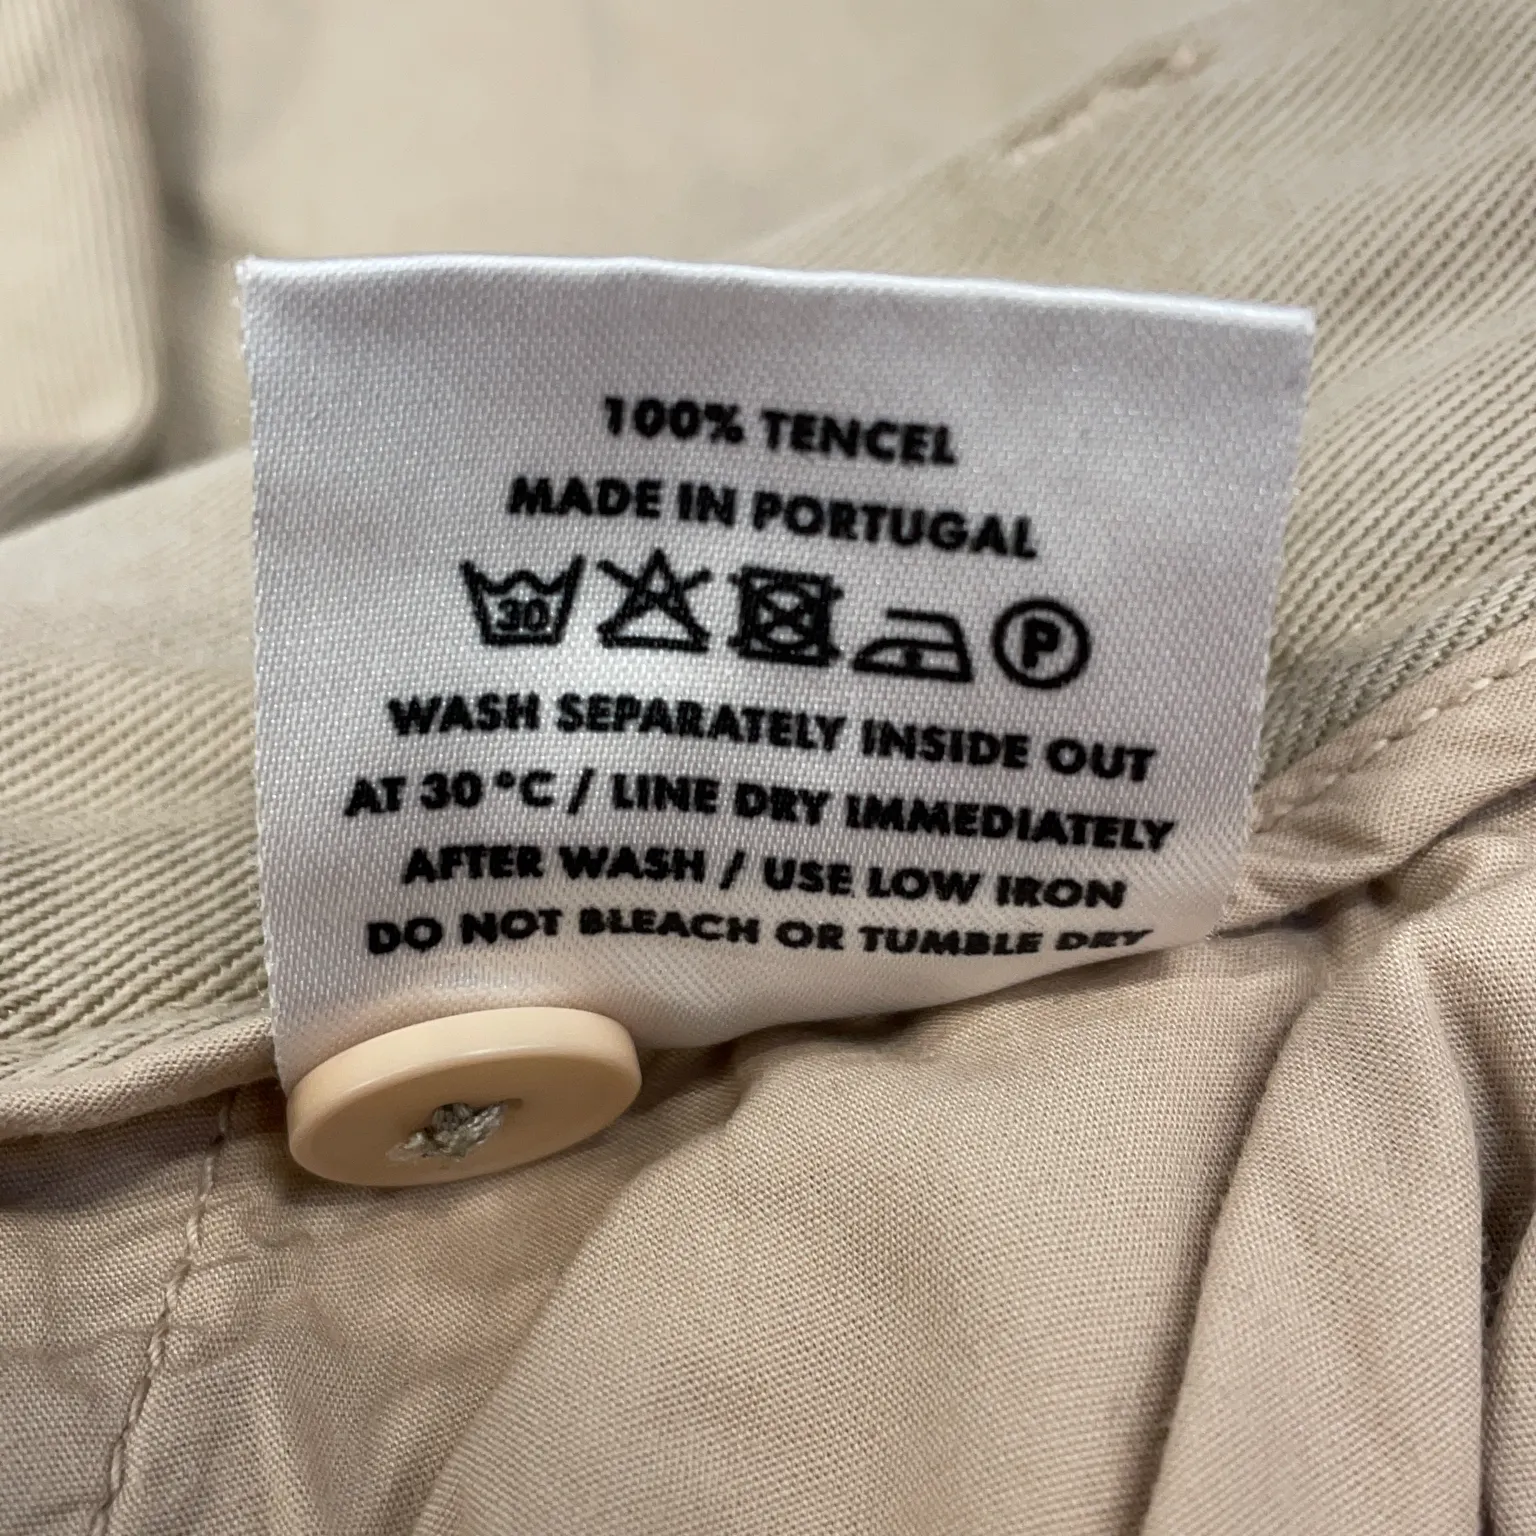 100% TENCEL
MADE IN PORTUGAL
30 P
WASH SEPARATELY INSIDE OUT
AT 30°C / LINE DRY IMMEDIATELY
AFTER WASH / USE LOW IRON
DO NOT BLEACH OR TUMBLE DRY